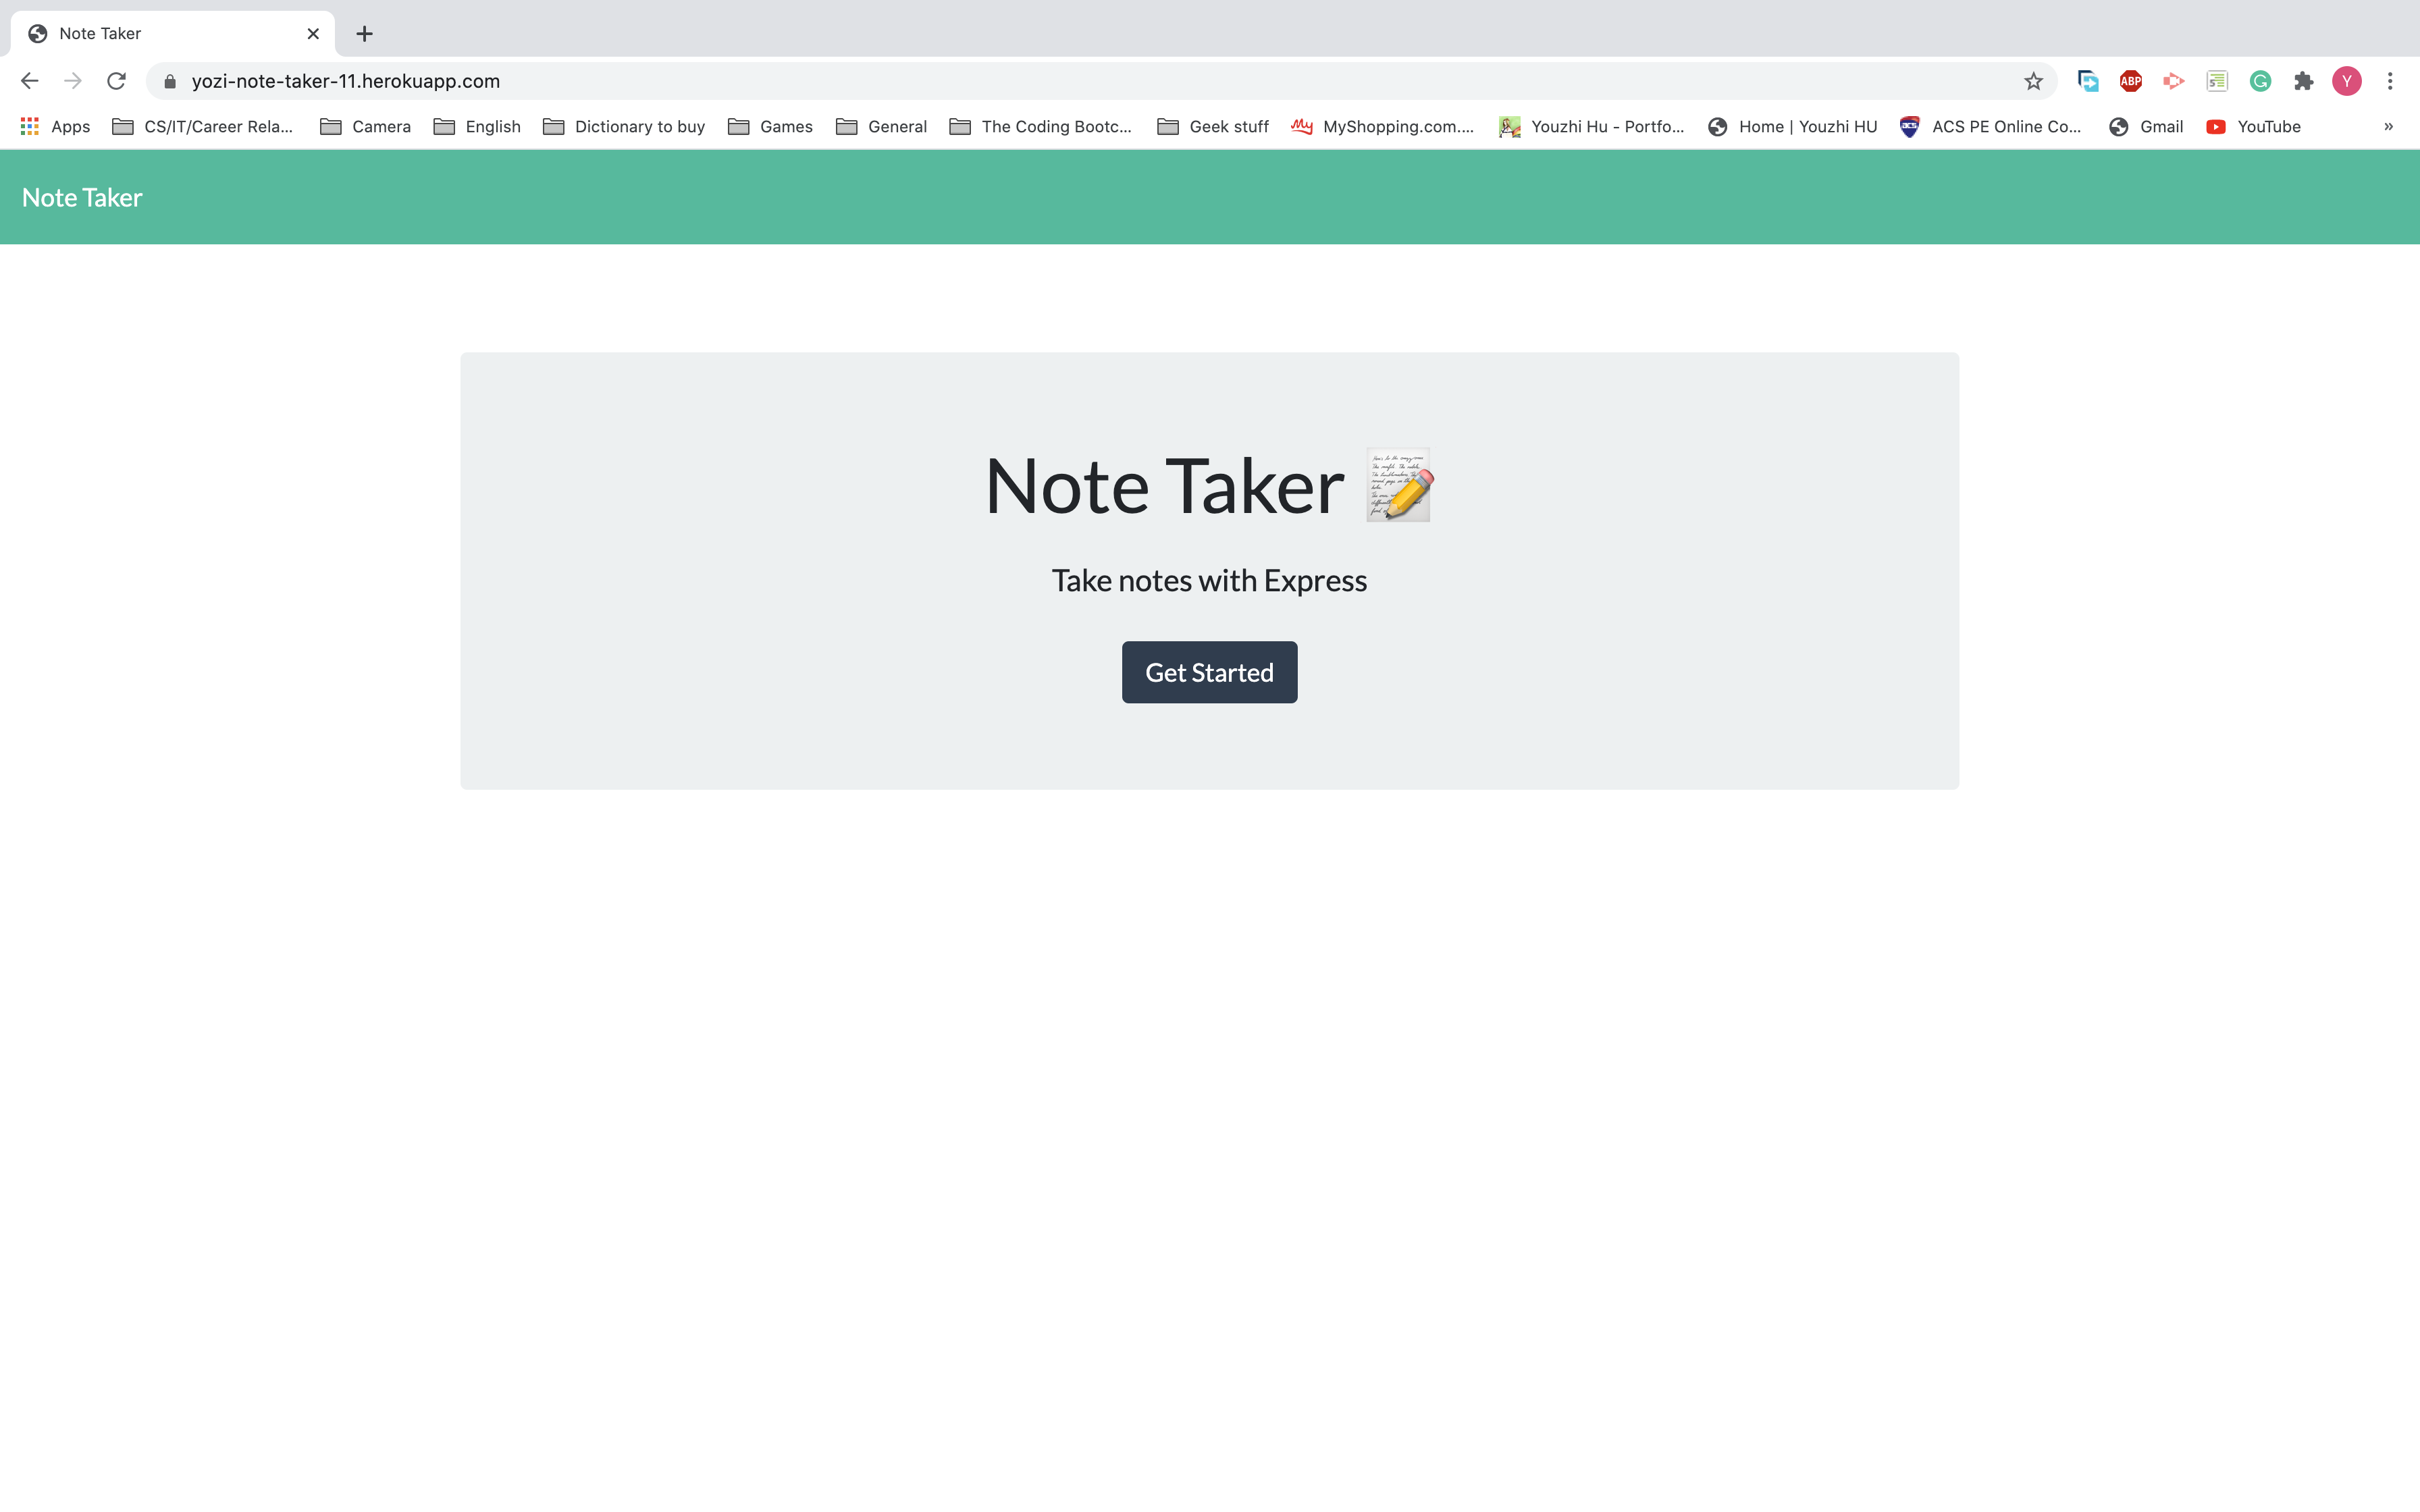 Note Taker
yozi-note-taker-11.herokuapp.com
ABP
Y
Apps CS/IT/Career Rela... Camera English Dictionary to buy Games General The Coding Bootc... Geek stuff MyShopping.com.... Youzhi Hu - Portfo... Home | Youzhi HU ACS PE Online Co... Gmail YouTube »
Note Taker
Note Taker
Take notes with Express
Get Started